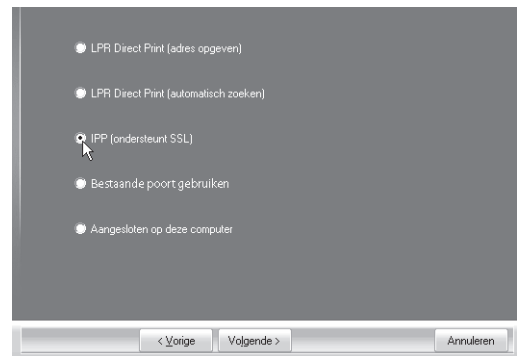 LPR Direct Print (adres opgeven)
LPR Direct Print (automatisch zoeken)
IPP (ondersteunt SSL)
Bestaande poort gebruiken
Aangesloten op deze computer
< Vorige Volgende > Annuleren